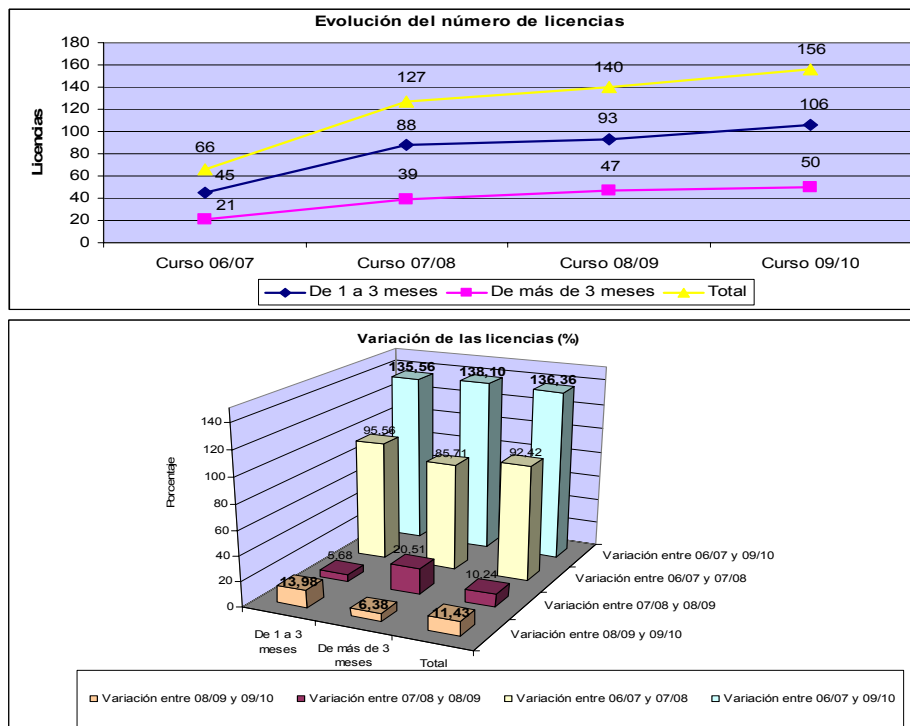 Evolución del número de licencias
180
160
140
120
100
80
60
40
20
0
Licencias
66
127
140
156
45
88
93
106
21
39
47
50
Curso 06/07
Curso 07/08
Curso 08/09
Curso 09/10
De 1 a 3 meses
De más de 3 meses
Total
Variación de las licencias (%)
140
120
100
80
60
40
20
0
Porcentaje
135,56
138,10
136,36
95,56
85,71
92,42
5,68
20,51
10,24
13,98
6,38
11,43
De 1 a 3
meses
De más de 3
meses
Total
Variación entre 06/07 y 09/10
Variación entre 06/07 y 07/08
Variación entre 07/08 y 08/09
Variación entre 08/09 y 09/10
Variación entre 08/09 y 09/10
Variación entre 07/08 y 08/09
Variación entre 06/07 y 07/08
Variación entre 06/07 y 09/10